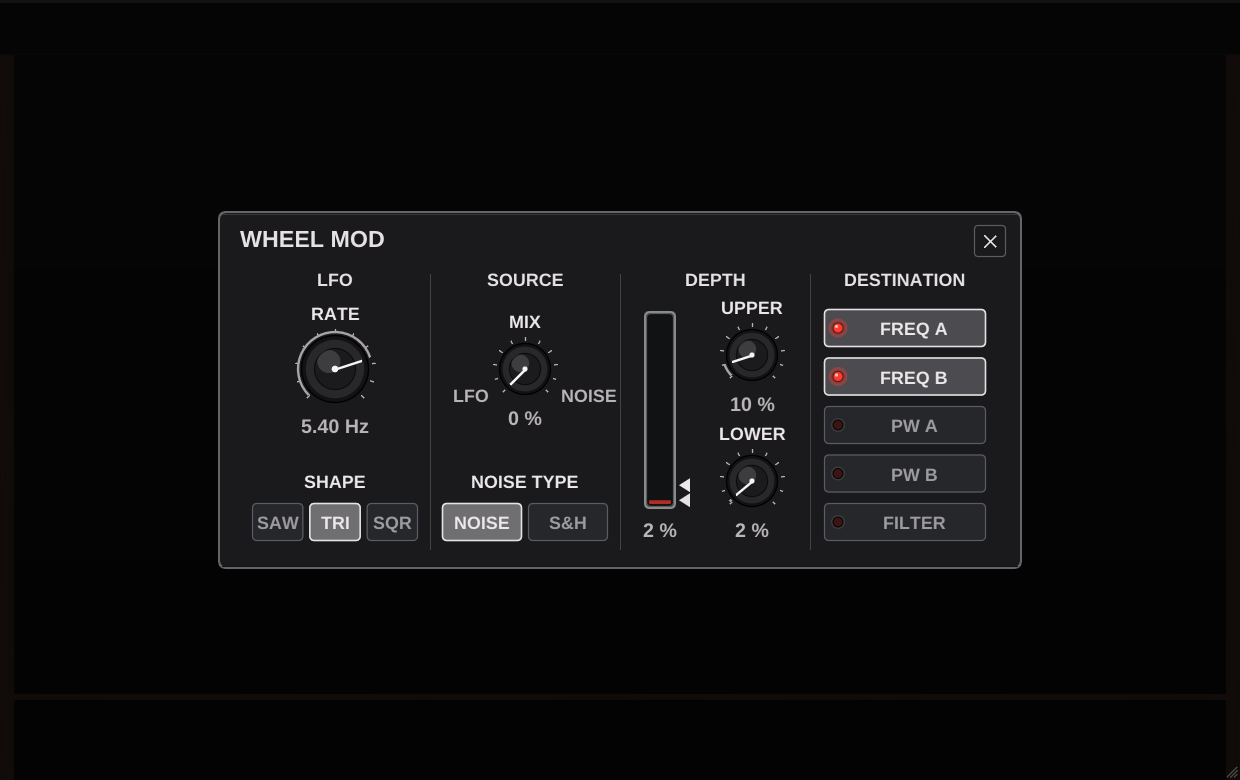 WHEEL MOD
LFO
RATE
5.40 Hz
SHAPE
SAW TRI SQR
SOURCE
MIX
LFO NOISE
0 %
NOISE TYPE
NOISE S&H
DEPTH
UPPER
10 %
LOWER
2 % 2 %
DESTINATION
FREQ A
FREQ B
PW A
PW B
FILTER